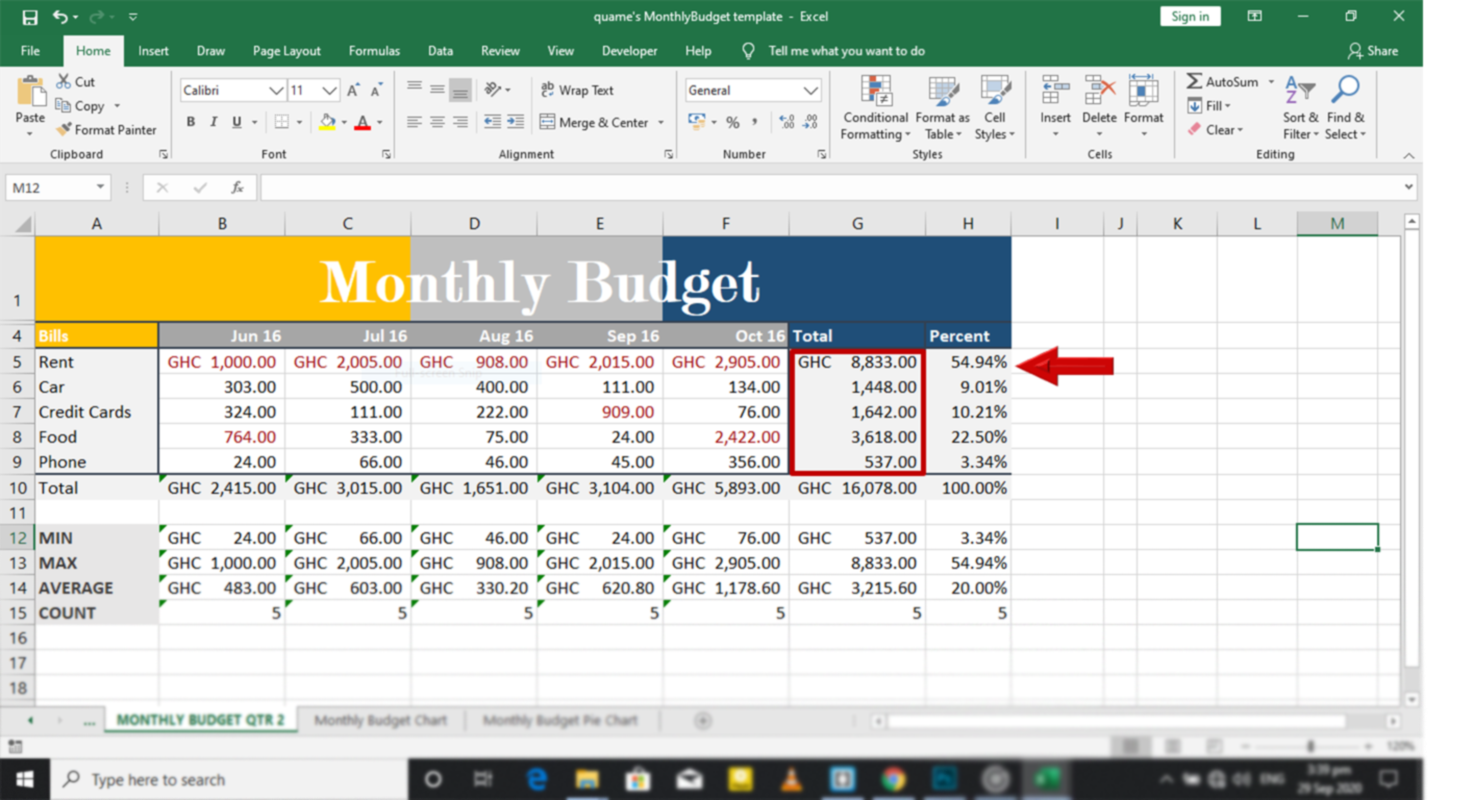 quame's MonthlyBudget template - Excel
Sign in
File Home Insert Draw Page Layout Formulas Data Review View Developer Help Tell me what you want to do Share
Paste
Cut
Copy
Format Painter
Clipboard
Calibri 11
B I U
Font
Wrap Text
Merge & Center
Alignment
General
%
Number
Conditional Formatting
Format as Table
Cell Styles
Styles
Insert Delete Format
Cells
AutoSum
Fill
Clear
Sort & Filter
Find & Select
Editing
M12 fx
A B C D E F G H I J K L M
1 Monthly Budget
4 Bills Jun 16 Jul 16 Aug 16 Sep 16 Oct 16 Total Percent
5 Rent GHC 1,000.00 GHC 2,005.00 GHC 908.00 GHC 2,015.00 GHC 2,905.00 GHC 8,833.00 54.94%
6 Car 303.00 500.00 400.00 111.00 134.00 1,448.00 9.01%
7 Credit Cards 324.00 111.00 222.00 909.00 76.00 1,642.00 10.21%
8 Food 764.00 333.00 75.00 24.00 2,422.00 3,618.00 22.50%
9 Phone 24.00 66.00 46.00 45.00 356.00 537.00 3.34%
10 Total GHC 2,415.00 GHC 3,015.00 GHC 1,651.00 GHC 3,104.00 GHC 5,893.00 GHC 16,078.00 100.00%
11
12 MIN GHC 24.00 GHC 66.00 GHC 46.00 GHC 24.00 GHC 76.00 GHC 537.00 3.34%
13 MAX GHC 1,000.00 GHC 2,005.00 GHC 908.00 GHC 2,015.00 GHC 2,905.00 8,833.00 54.94%
14 AVERAGE GHC 483.00 GHC 603.00 GHC 330.20 GHC 620.80 GHC 1,178.60 GHC 3,215.60 20.00%
15 COUNT 5 5 5 5 5 5 5
16
17
18
... MONTHLY BUDGET QTR 2 Monthly Budget Chart Monthly Budget Pie Chart
120%
Type here to search
ENG
3:39 pm
29 Sep 2020